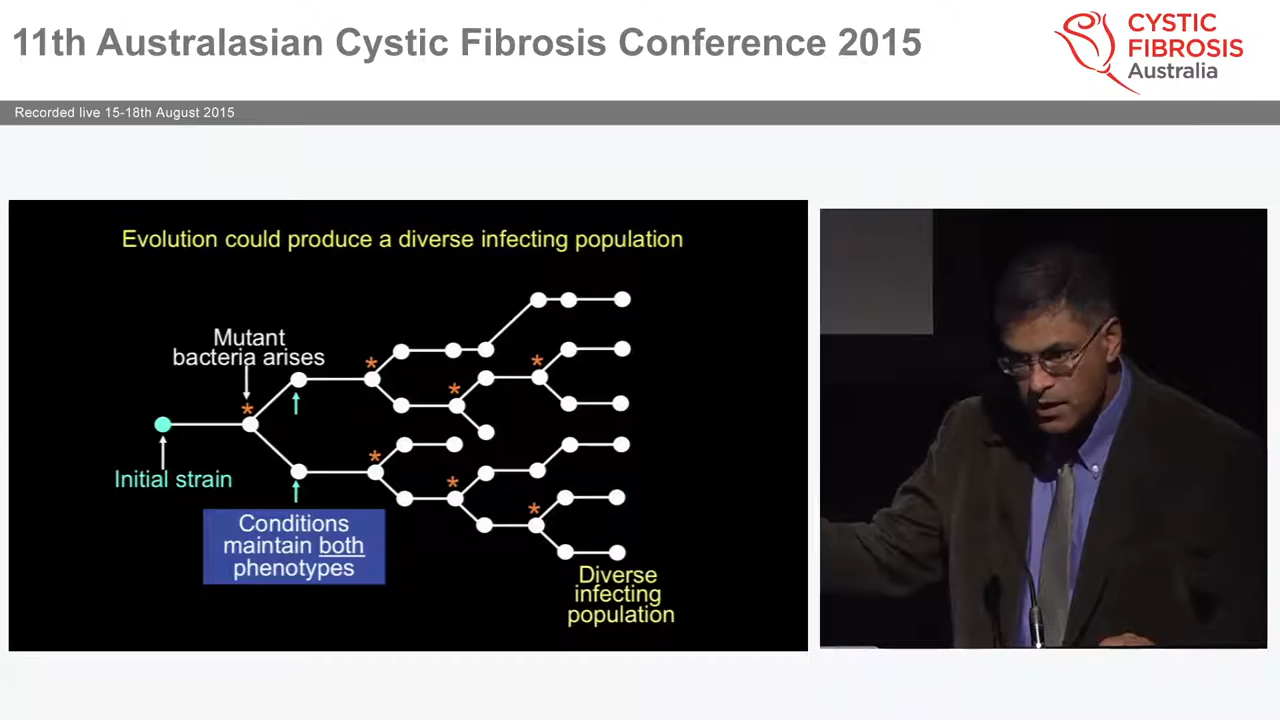 11th Australasian Cystic Fibrosis Conference 2015
CYSTIC
FIBROSIS
Australia
Recorded live 15-18th August 2015
Evolution could produce a diverse infecting population
Mutant
bacteria arises
*
*
*
*
*
*
*
Initial strain
Conditions
maintain both
phenotypes
Diverse
infecting
population